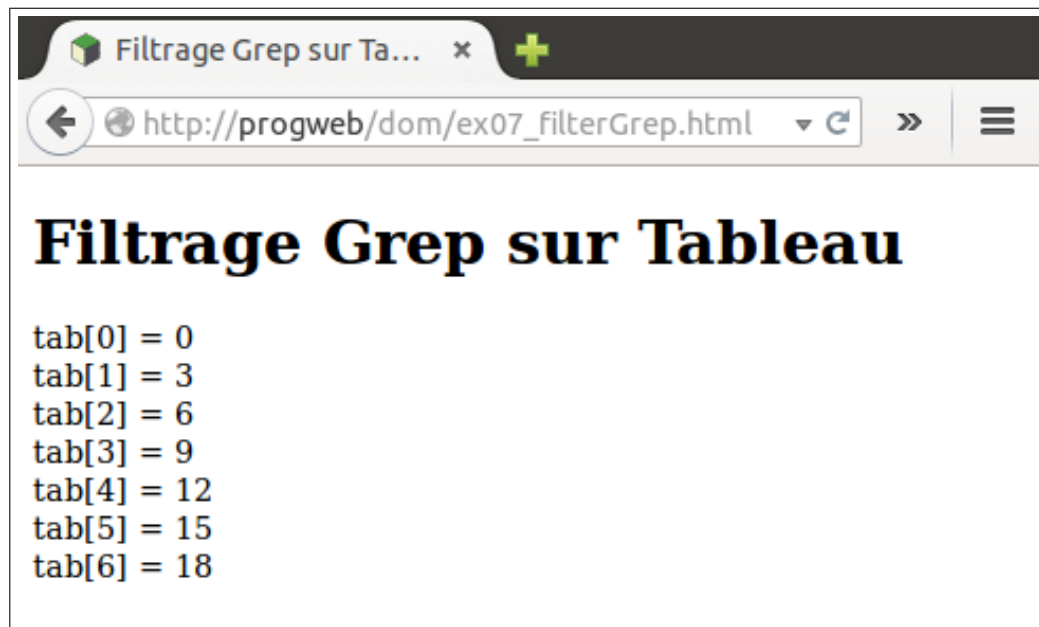 Filtrage Grep sur Ta...
http://progweb/dom/ex07_filterGrep.html
Filtrage Grep sur Tableau
tab[0] = 0
tab[1] = 3
tab[2] = 6
tab[3] = 9
tab[4] = 12
tab[5] = 15
tab[6] = 18